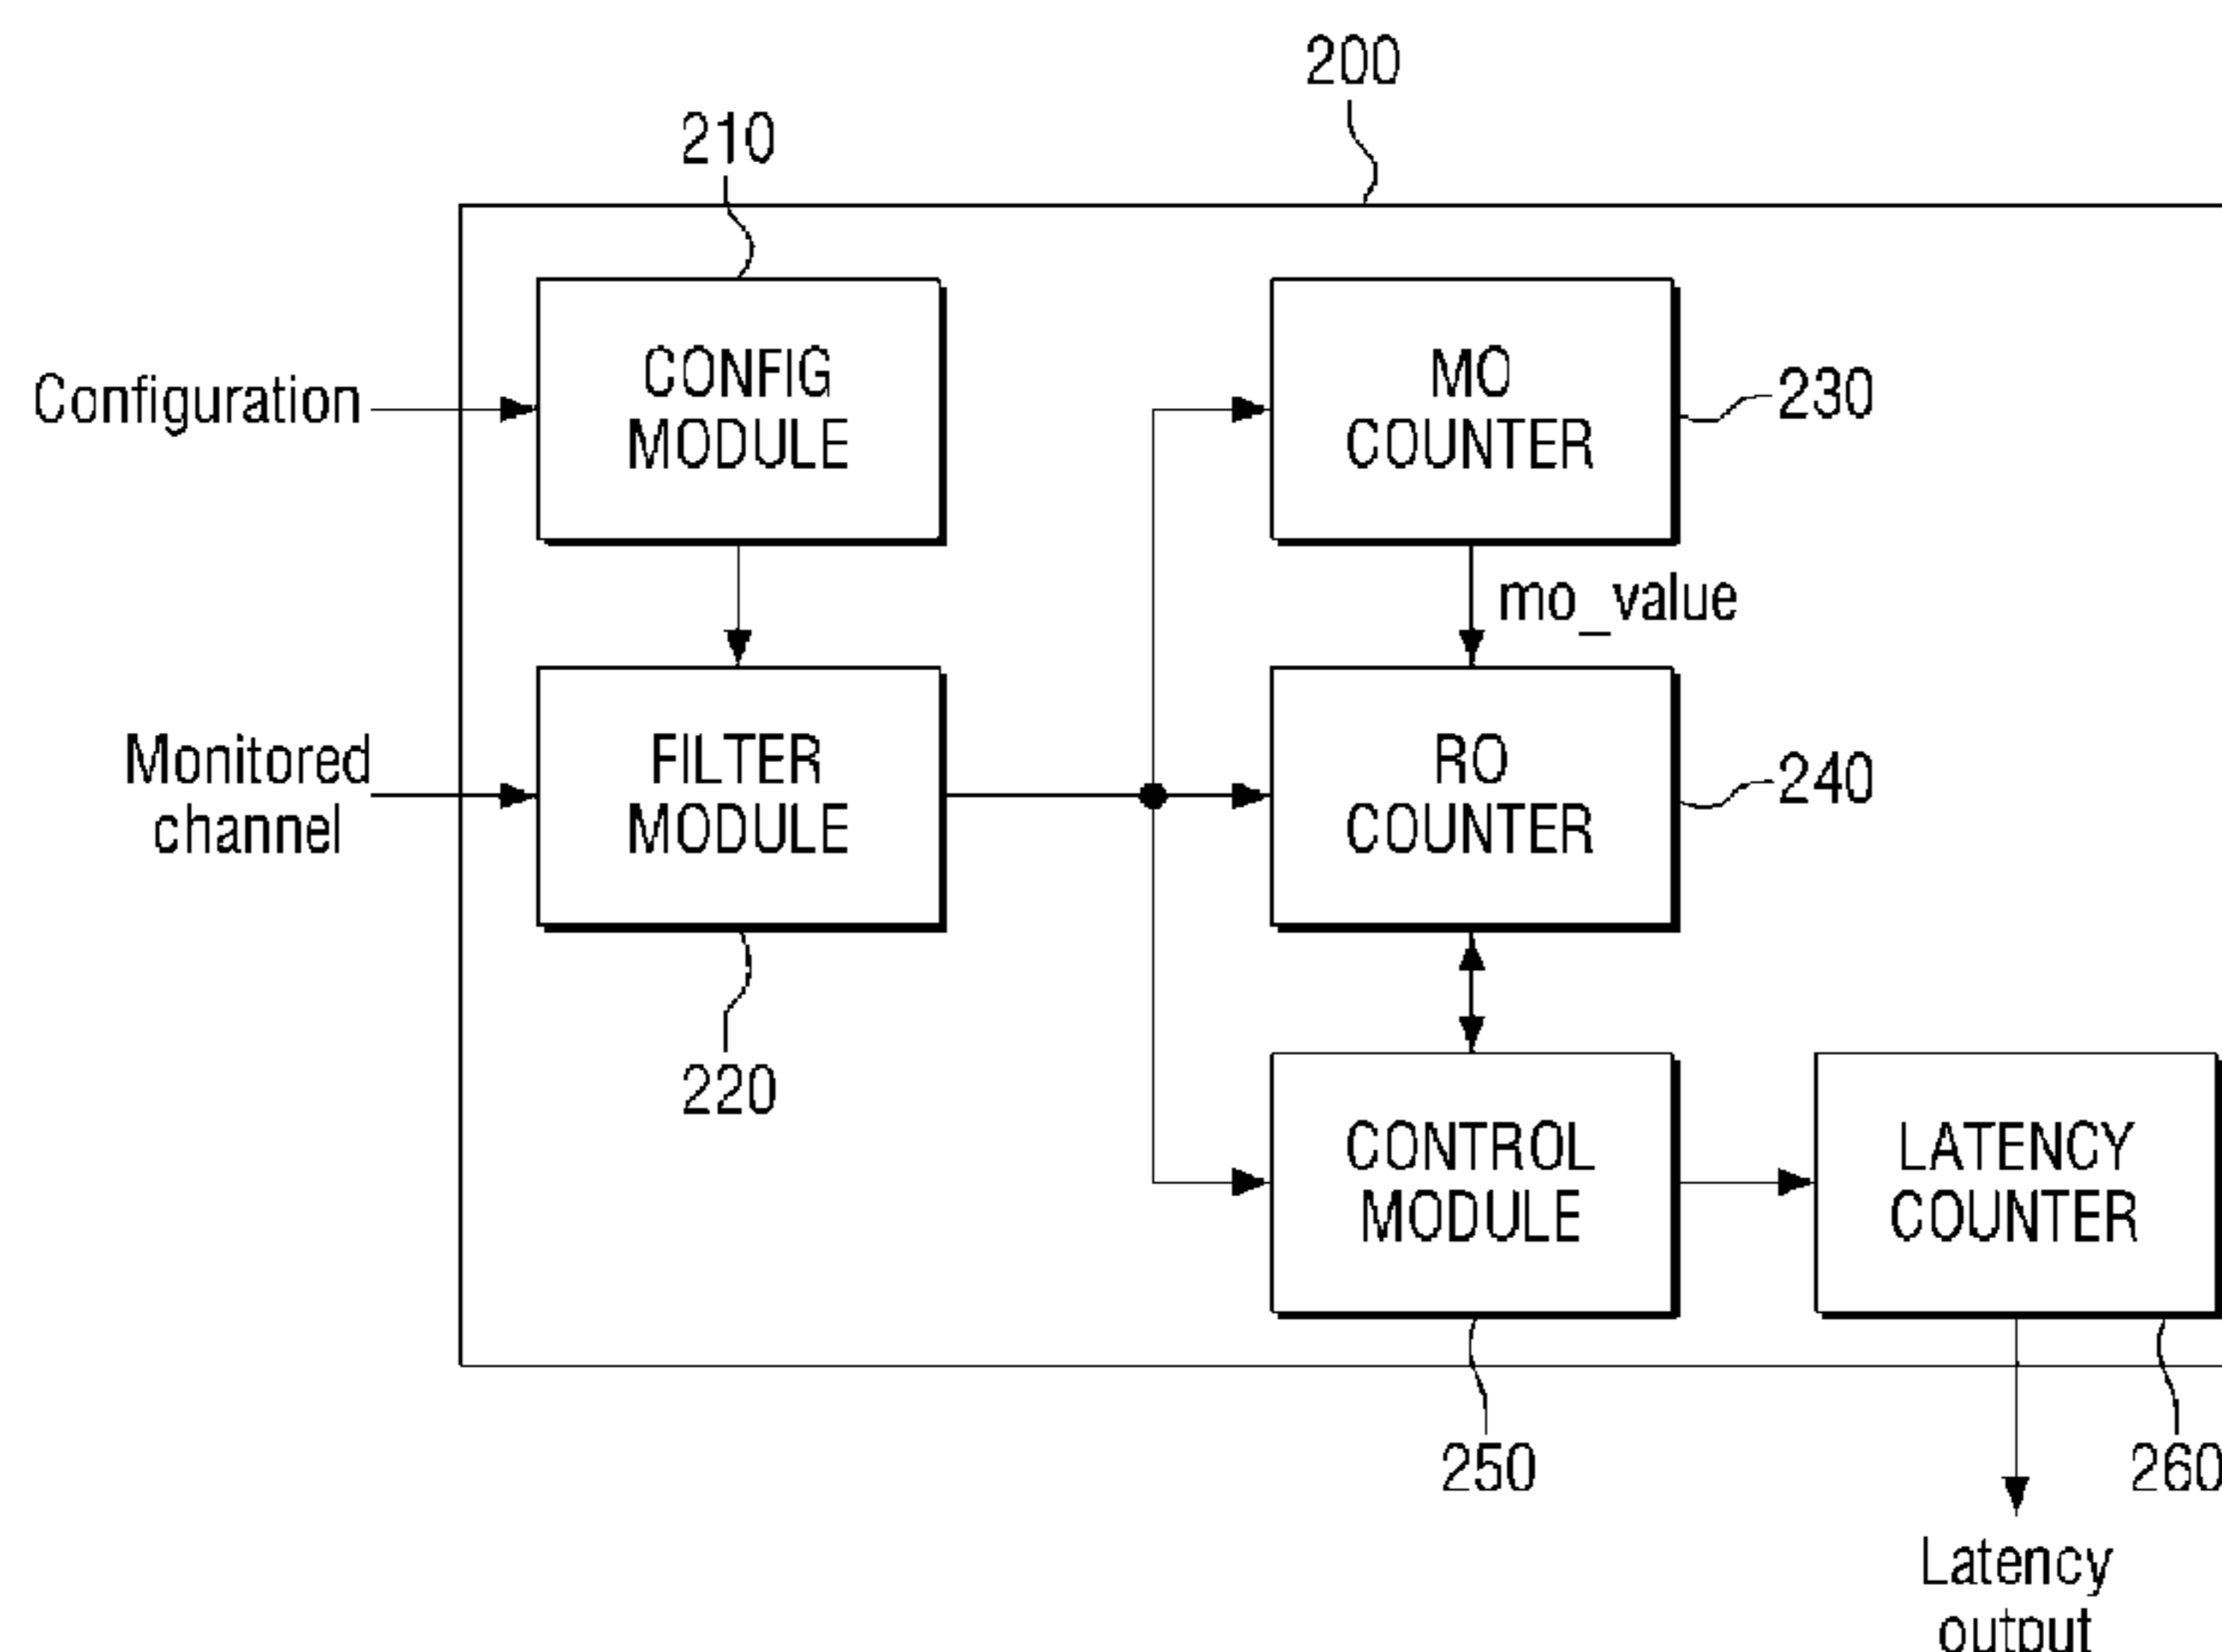 200
210
CONFIG
MODULE
MO
COUNTER
Configuration
230
mo_value
Monitored
channel
FILTER
MODULE
RO
COUNTER
240
220
CONTROL
MODULE
LATENCY
COUNTER
250
260
Latency
output